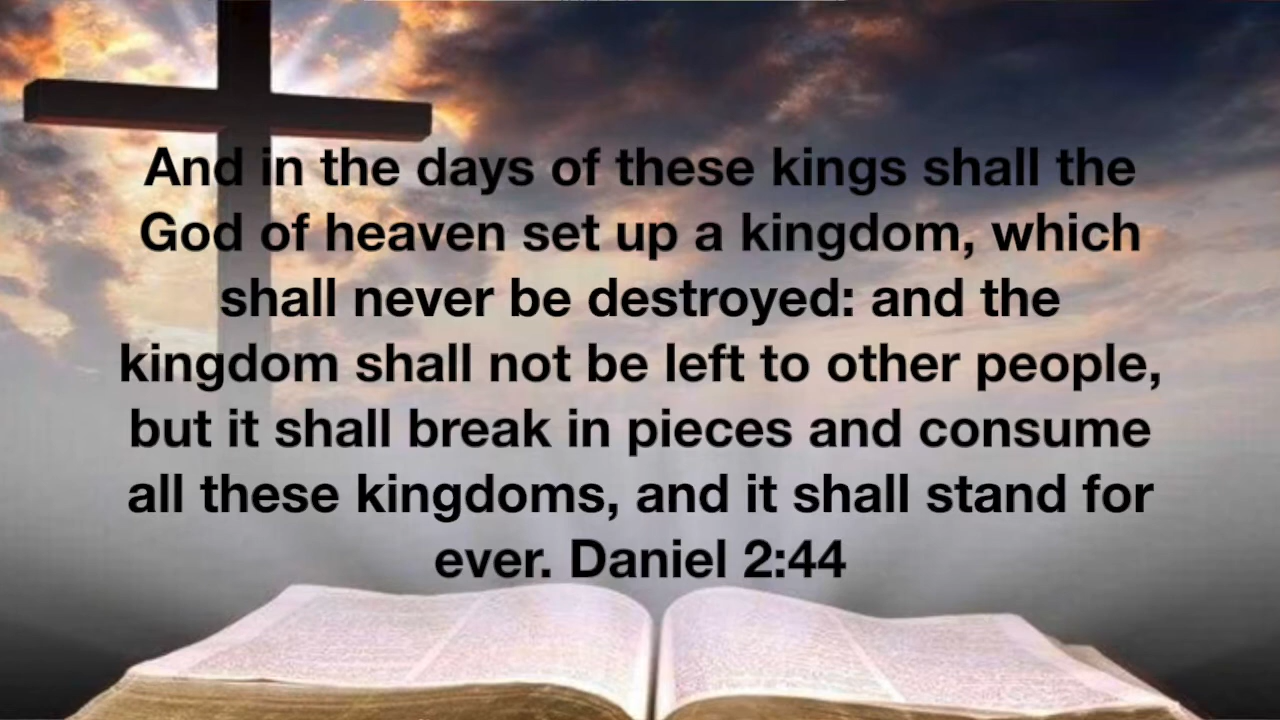 And in the days of these kings shall the
God of heaven set up a kingdom, which
shall never be destroyed: and the
kingdom shall not be left to other people,
but it shall break in pieces and consume
all these kingdoms, and it shall stand for
ever. Daniel 2:44